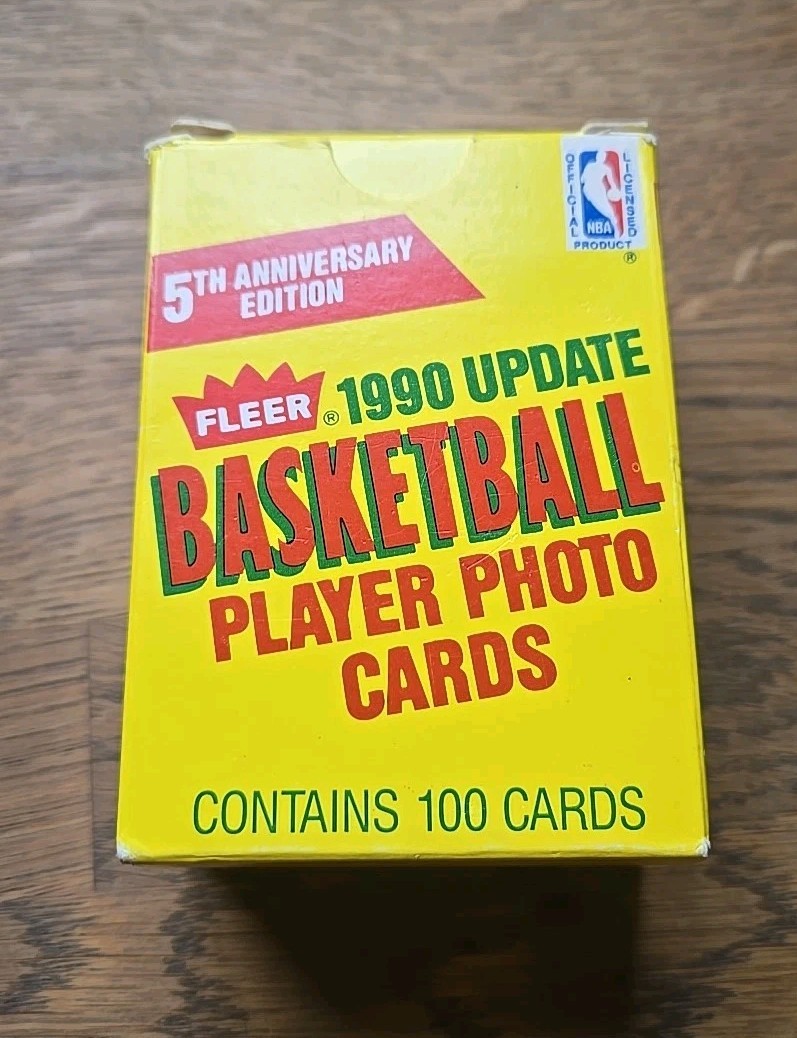 OFFICIAL
LICENSED
NBA
PRODUCT
®
5TH ANNIVERSARY
EDITION
FLEER® 1990 UPDATE
BASKETBALL
PLAYER PHOTO
CARDS
CONTAINS 100 CARDS